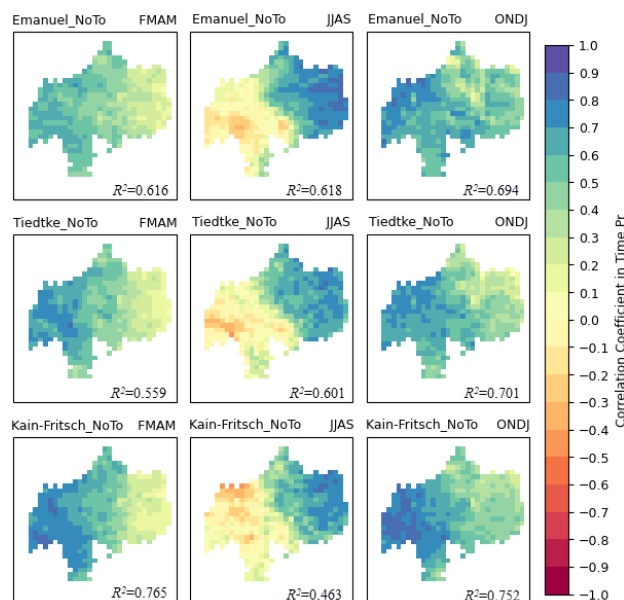 Emanuel_NoTo FMAM
Emanuel_NoTo JJAS
Emanuel_NoTo ONDJ
R²=0.616
R²=0.618
R²=0.694
Tiedtke_NoTo FMAM
Tiedtke_NoTo JJAS
Tiedtke_NoTo ONDJ
R²=0.559
R²=0.601
R²=0.701
Kain-Fritsch_NoTo FMAM
Kain-Fritsch_NoTo JJAS
Kain-Fritsch_NoTo ONDJ
R²=0.765
R²=0.463
R²=0.752
1.0
0.9
0.8
0.7
0.6
0.5
0.4
0.3
0.2
0.1
0.0
−0.1
−0.2
−0.3
−0.4
−0.5
−0.6
−0.7
−0.8
−0.9
−1.0
Correlation Coefficient in Time Pr